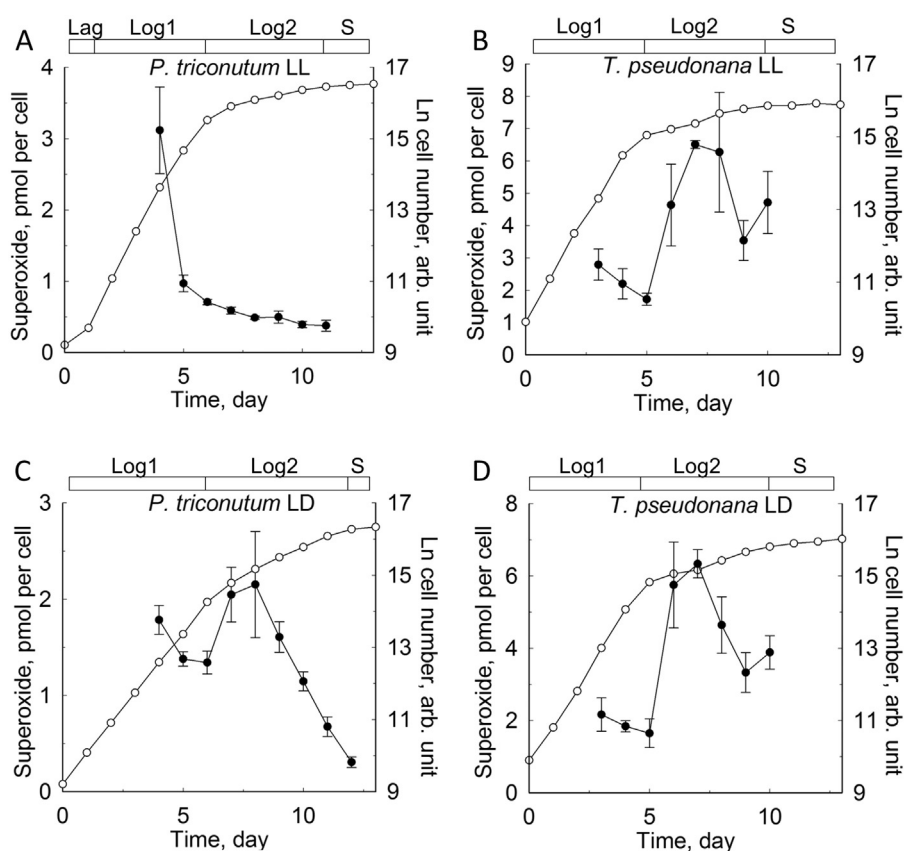 A
Lag Log1 Log2 S
P. triconutum LL
4
3
2
1
0
Superoxide, pmol per cell
17
15
13
11
9
Ln cell number, arb. unit
0 5 10
Time, day
B
Log1 Log2 S
T. pseudonana LL
9
8
7
6
5
4
3
2
1
0
Superoxide, pmol per cell
17
15
13
11
9
Ln cell number, arb. unit
0 5 10
Time, day
C
Log1 Log2 S
P. triconutum LD
3
2
1
0
Superoxide, pmol per cell
17
15
13
11
9
Ln cell number, arb. unit
0 5 10
Time, day
D
Log1 Log2 S
T. pseudonana LD
8
6
4
2
0
Superoxide, pmol per cell
17
15
13
11
9
Ln cell number, arb. unit
0 5 10
Time, day